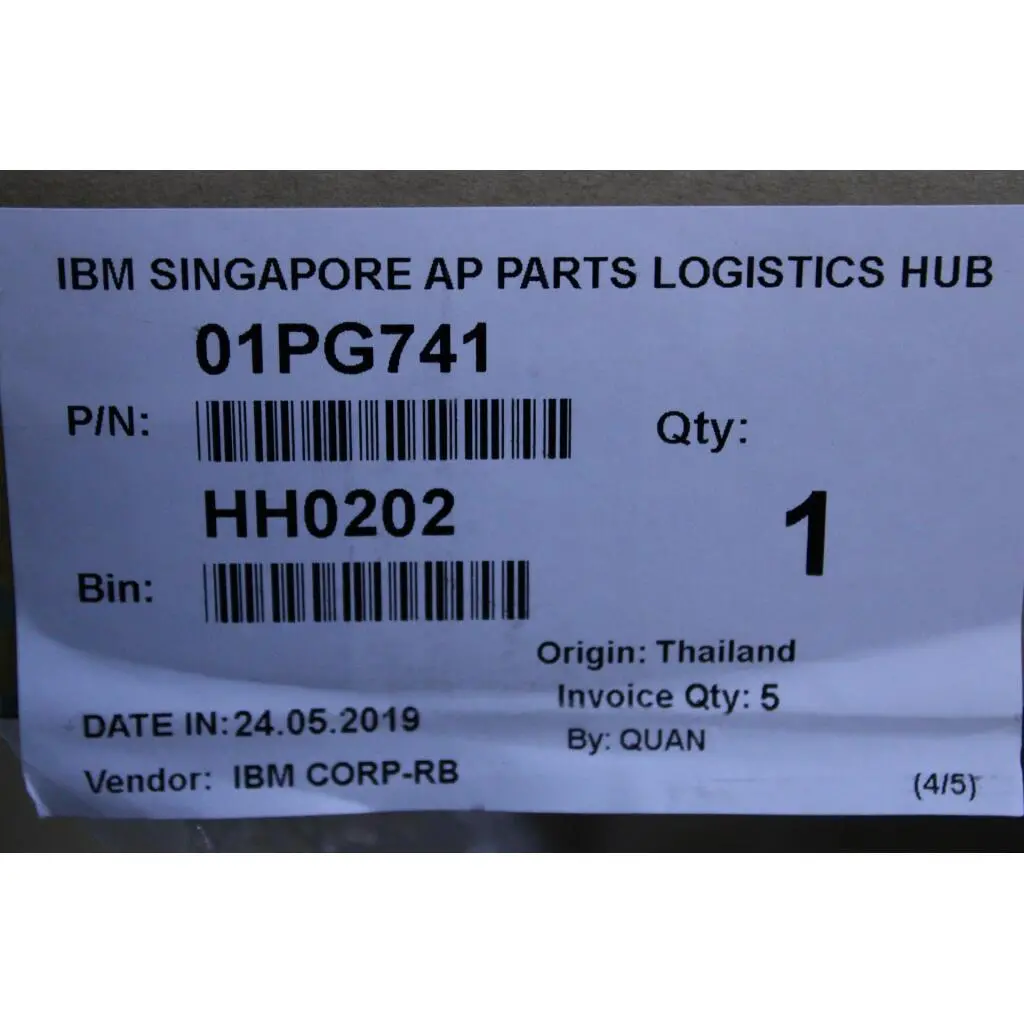 IBM SINGAPORE AP PARTS LOGISTICS HUB
01PG741
P/N:
Qty:
HH0202
1
Bin:
Origin: Thailand
Invoice Qty: 5
DATE IN: 24.05.2019
By: QUAN
Vendor: IBM CORP-RB
(4/5)